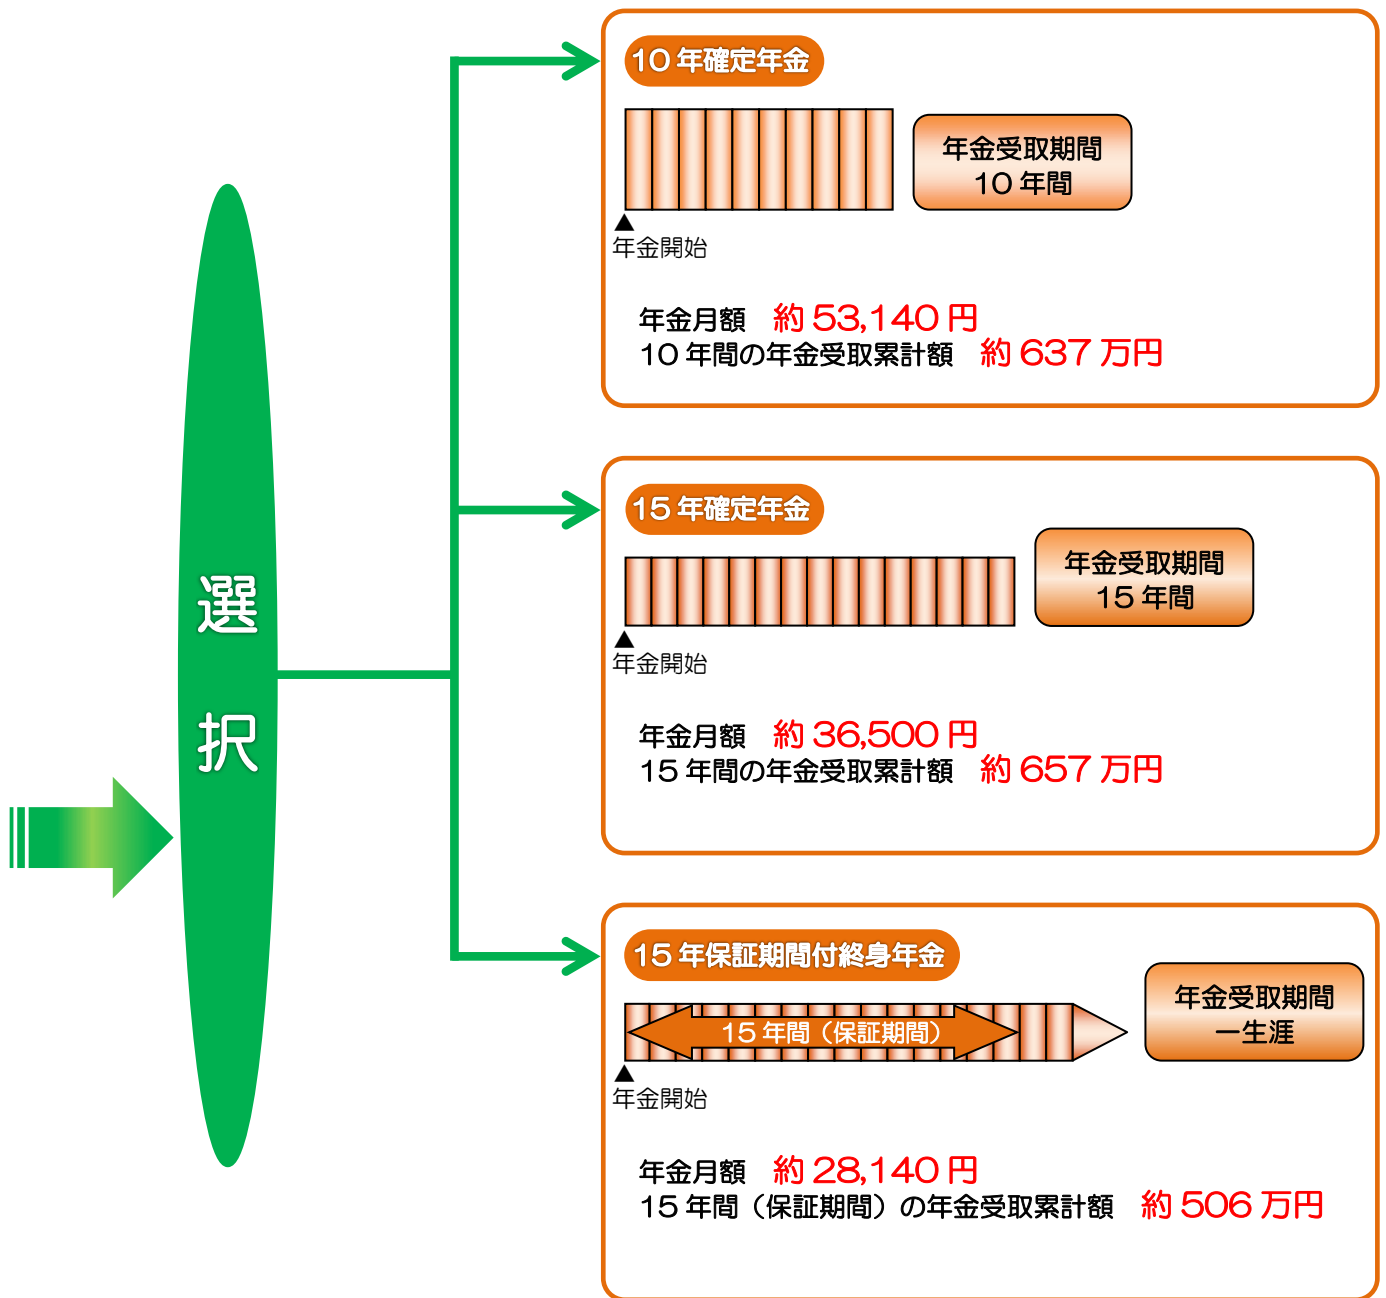 選
択
10年確定年金
年金受取期間
10年間
▲
年金開始
年金月額 約53,140円
10年間の年金受取累計額 約637万円
15年確定年金
年金受取期間
15年間
▲
年金開始
年金月額 約36,500円
15年間の年金受取累計額 約657万円
15年保証期間付終身年金
年金受取期間
一生涯
15年間（保証期間）
▲
年金開始
年金月額 約28,140円
15年間（保証期間）の年金受取累計額 約506万円